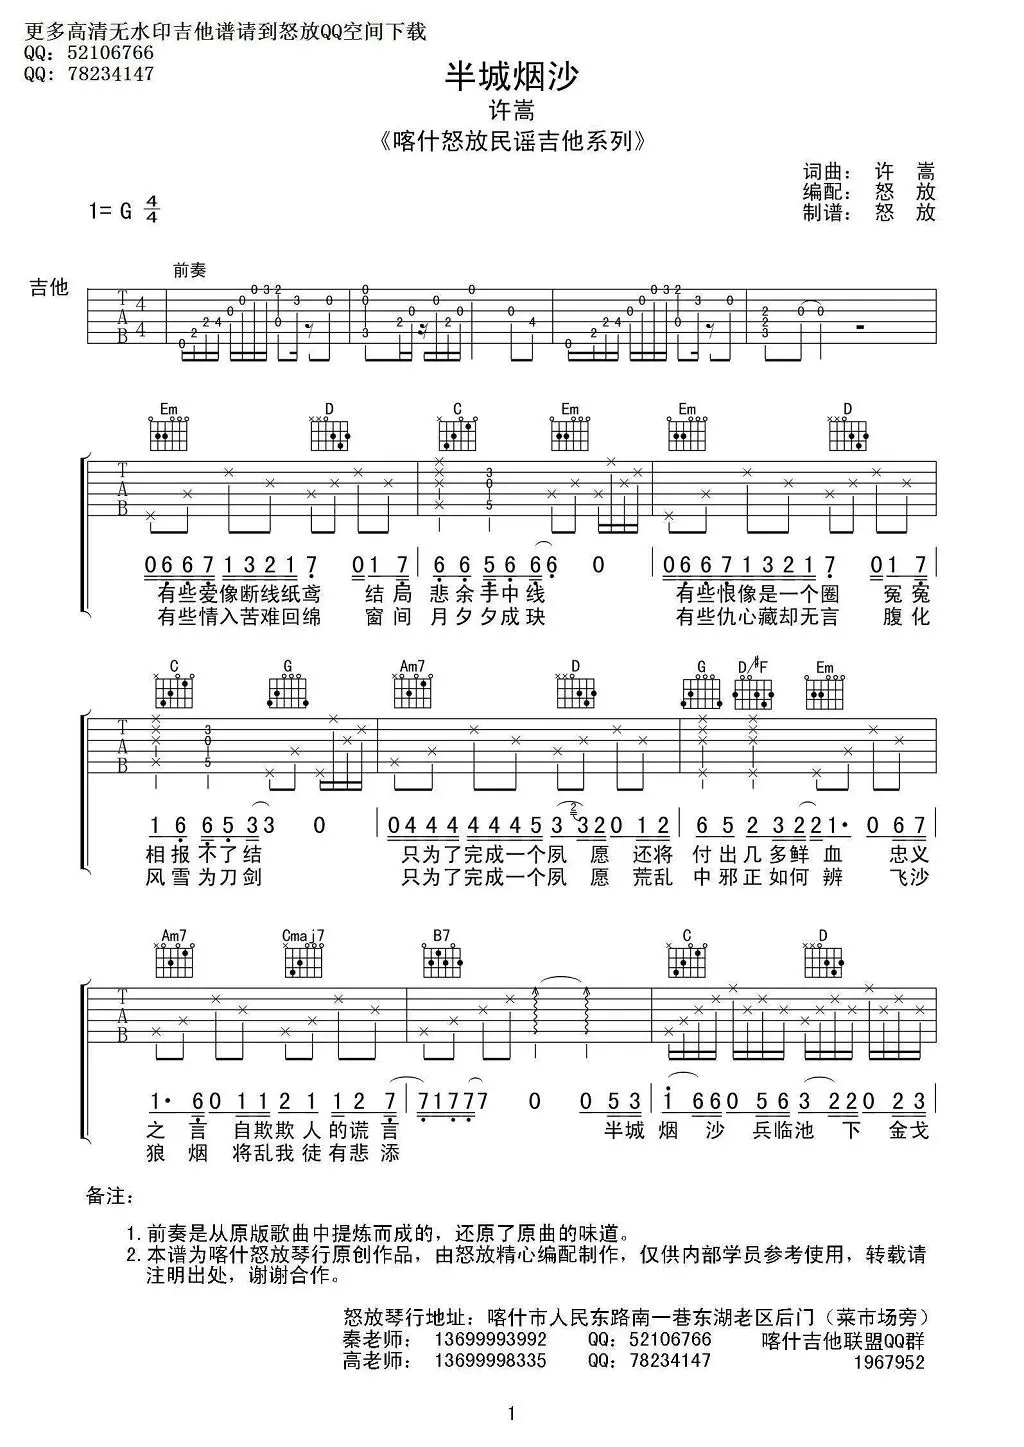 更多高清无水印吉他谱请到怒放QQ空间下载
QQ：52106766
QQ：78234147
半城烟沙
许嵩
《喀什怒放民谣吉他系列》
词曲： 许 嵩
编配： 怒 放
制谱： 怒 放
1= G 4/4
前奏
吉他
Em D C Em Em D
0 6 6 7 1 3 2 1 7 0 1 7 6 6 5 6 6 6 0 0 6 6 7 1 3 2 1 7 0 1 7
有些爱像断线纸鸢 结局 悲余手中线 有些恨像是一个圈 冤冤
有些情入苦难回绵 窗间 月夕夕成玦 有些仇心藏却无言 腹化
C G Am7 D G D/#F Em
1 6 6 5 3 3 0 0 4 4 4 4 4 4 5 3 2 3 2 0 1 2 6 5 2 3 2 2 1· 0 6 7
相报不了结 只为了完成一个夙 愿 还将 付出几多鲜 血 忠义
风雪为刀剑 只为了完成一个夙 愿 荒乱 中邪正如何 辨 飞沙
Am7 Cmaj7 B7 C D
1· 6 0 1 1 2 1 1 2 7 7 1 7 7 7 0 0 5 3 1 6 0 5 6 3 2 2 0 2 3
之 言 自欺欺人的谎言 半城 烟 沙 兵临池 下 金戈
狼 烟 将乱我徒有悲添
备注：
1. 前奏是从原版歌曲中提炼而成的，还原了原曲的味道。
2. 本谱为喀什怒放琴行原创作品，由怒放精心编配制作，仅供内部学员参考使用，转载请
注明出处，谢谢合作。
怒放琴行地址：喀什市人民东路南一巷东湖老区后门（菜市场旁）
秦老师： 13699993992 QQ：52106766 喀什吉他联盟QQ群
高老师： 13699998335 QQ：78234147 1967952
1